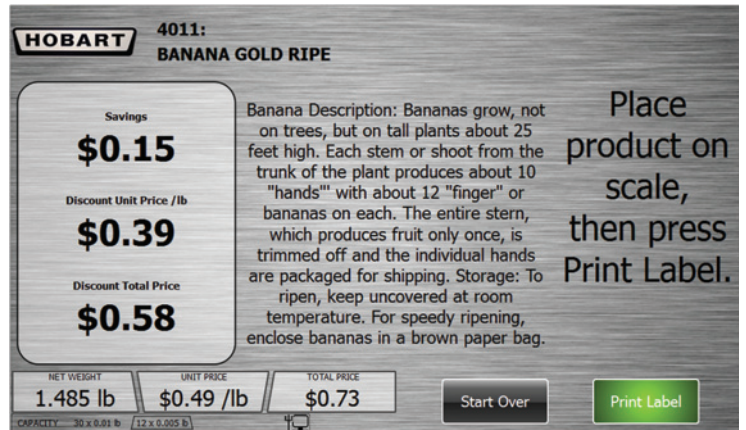 HOBART
4011:
BANANA GOLD RIPE
Savings
$0.15
Discount Unit Price /lb
$0.39
Discount Total Price
$0.58
Banana Description: Bananas grow, not
on trees, but on tall plants about 25
feet high. Each stem or shoot from the
trunk of the plant produces about 10
"hands"' with about 12 "finger" or
bananas on each. The entire stern,
which produces fruit only once, is
trimmed off and the individual hands
are packaged for shipping. Storage: To
ripen, keep uncovered at room
temperature. For speedy ripening,
enclose bananas in a brown paper bag.
Place
product on
scale,
then press
Print Label.
NET WEIGHT
1.485 lb
UNIT PRICE
$0.49 /lb
TOTAL PRICE
$0.73
CAPACITY 30 x 0.01 lb 12 x 0.005 lb
Start Over
Print Label